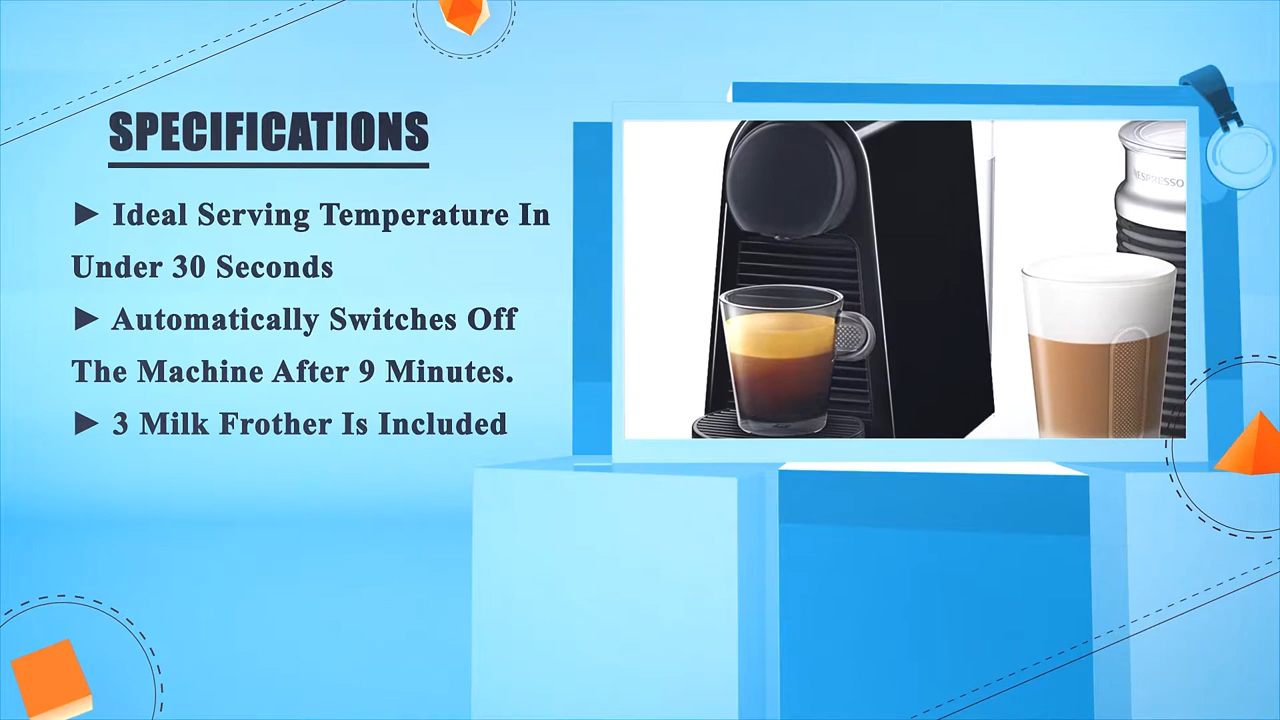 SPECIFICATIONS
► Ideal Serving Temperature In
Under 30 Seconds
► Automatically Switches Off
The Machine After 9 Minutes.
► 3 Milk Frother Is Included
NESPRESSO